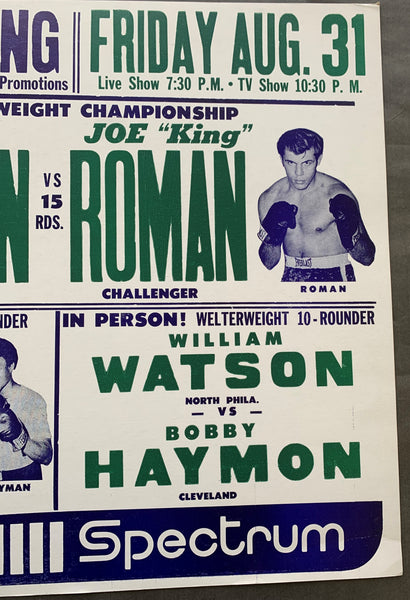 NG
Promotions
FRIDAY AUG. 31
Live Show 7:30 P.M. • TV Show 10:30 P. M.
WEIGHT CHAMPIONSHIP
JOE "King"
N
VS
15
RDS.
ROMAN
CHALLENGER
ROMAN
NDER
YMAN
IN PERSON! WELTERWEIGHT 10-ROUNDER
WILLIAM
WATSON
NORTH PHILA.
— VS —
BOBBY
HAYMON
CLEVELAND
Spectrum